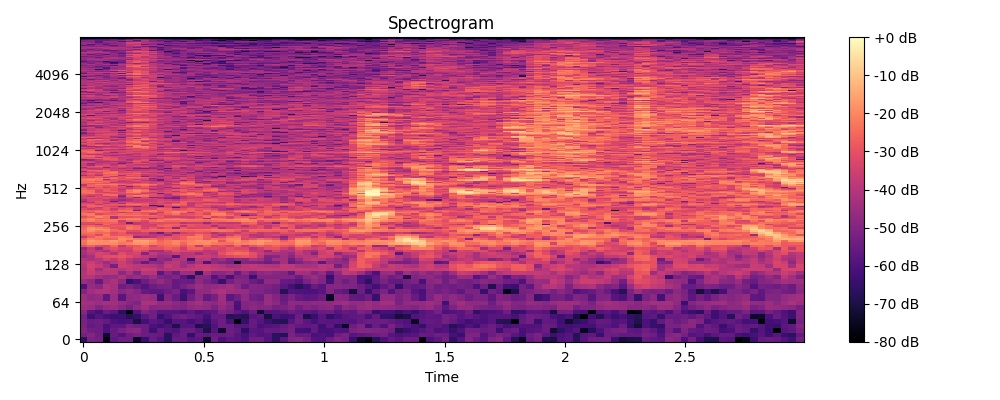 Spectrogram
+0 dB
4096
-10 dB
2048
-20 dB
1024
-30 dB
Hz
512
-40 dB
256
-50 dB
128
-60 dB
64
-70 dB
0
-80 dB
0 0.5 1 1.5 2 2.5
Time